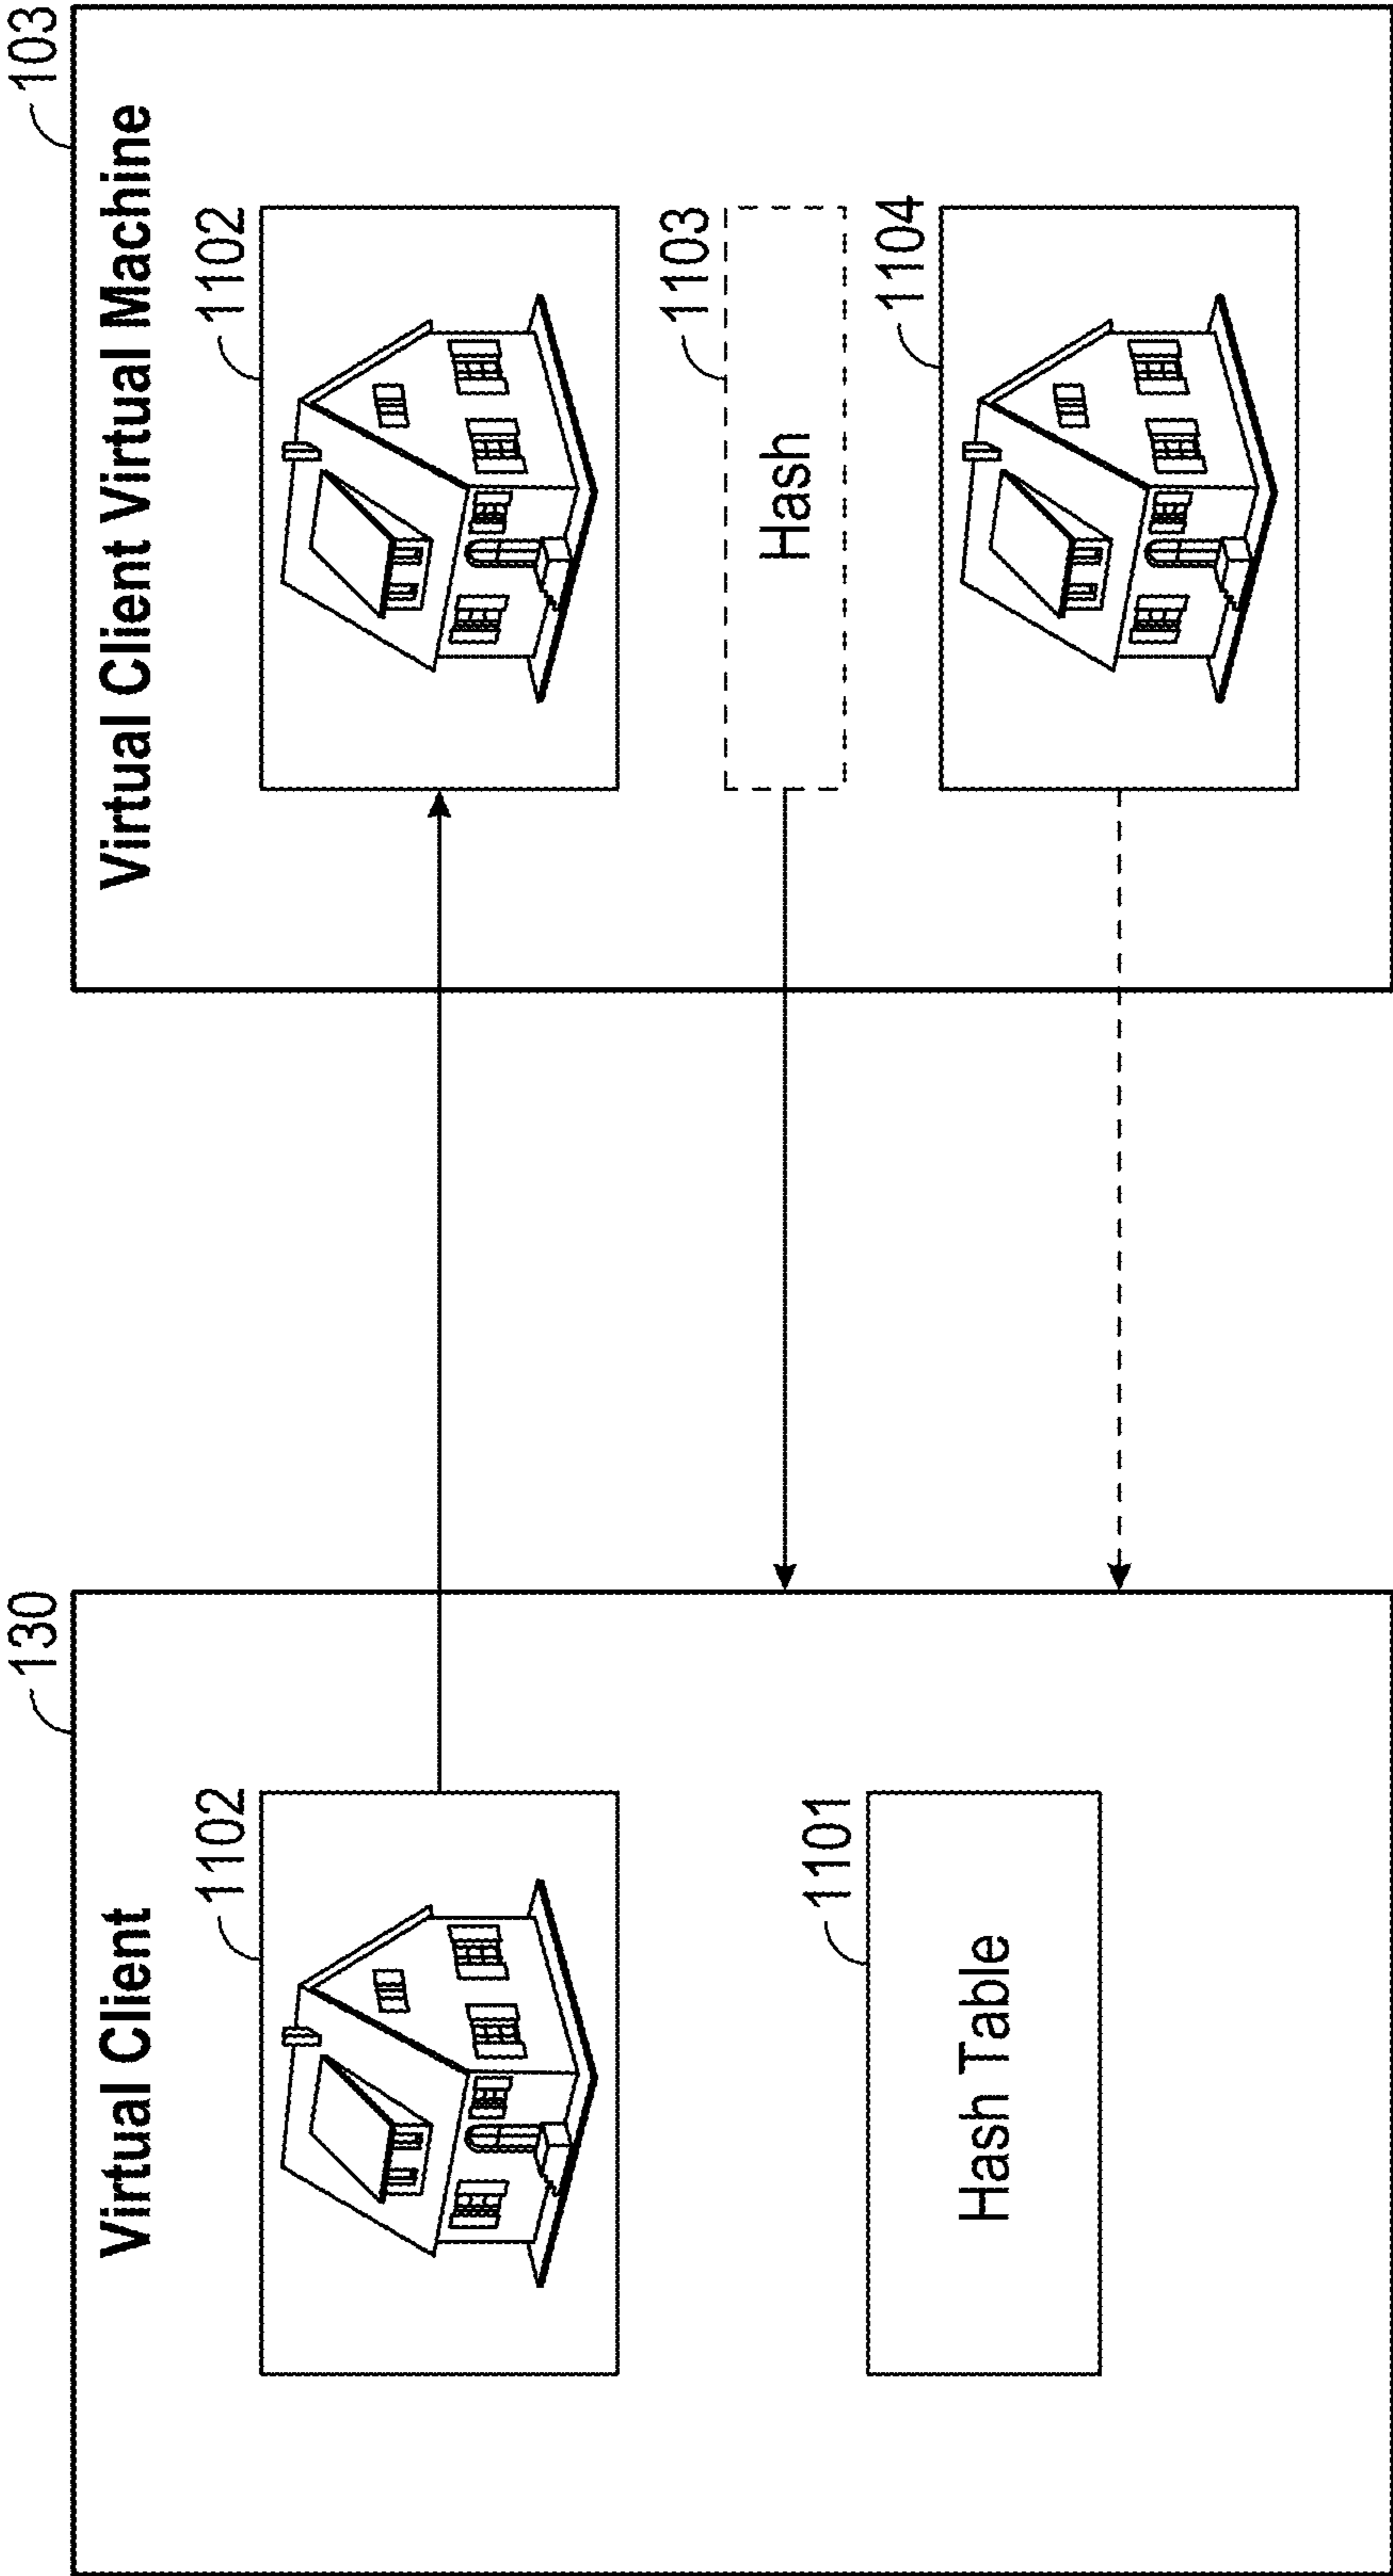 130
Virtual Client
1102
1101
Hash Table
103
Virtual Client Virtual Machine
1102
1103
Hash
1104